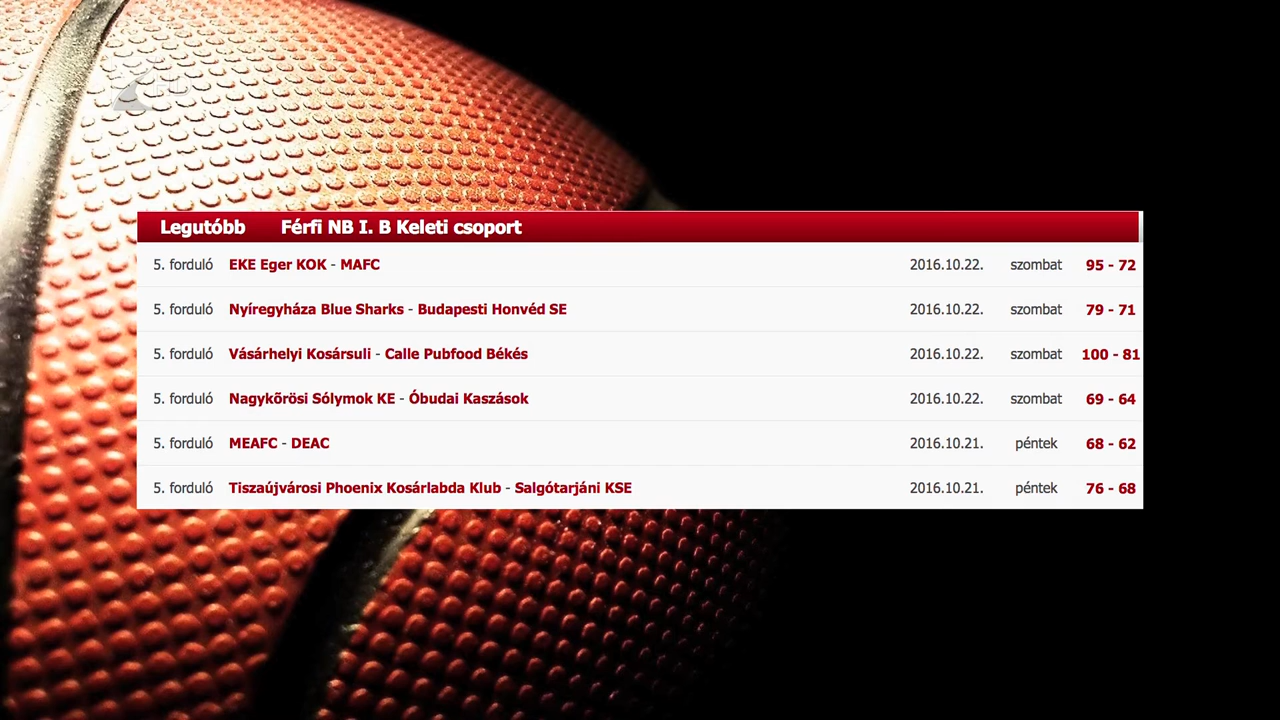 Legutóbb Férfi NB I. B Keleti csoport
5. forduló EKE Eger KOK - MAFC 2016.10.22. szombat 95 - 72
5. forduló Nyíregyháza Blue Sharks - Budapesti Honvéd SE 2016.10.22. szombat 79 - 71
5. forduló Vásárhelyi Kosársuli - Calle Pubfood Békés 2016.10.22. szombat 100 - 81
5. forduló Nagykõrösi Sólymok KE - Óbudai Kaszások 2016.10.22. szombat 69 - 64
5. forduló MEAFC - DEAC 2016.10.21. péntek 68 - 62
5. forduló Tiszaújvárosi Phoenix Kosárlabda Klub - Salgótarjáni KSE 2016.10.21. péntek 76 - 68